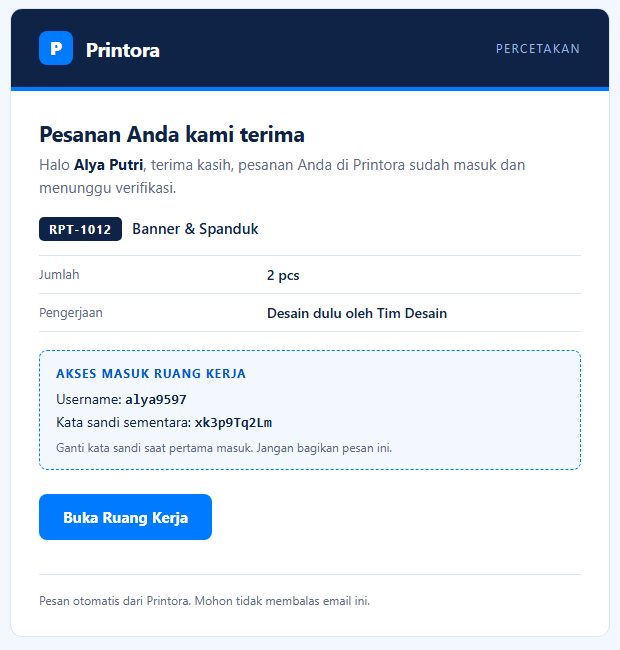 P Printora PERCETAKAN
Pesanan Anda kami terima
Halo Alya Putri, terima kasih, pesanan Anda di Printora sudah masuk dan
menunggu verifikasi.
RPT-1012 Banner & Spanduk
Jumlah 2 pcs
Pengerjaan Desain dulu oleh Tim Desain
AKSES MASUK RUANG KERJA
Username: alya9597
Kata sandi sementara: xk3p9Tq2Lm
Ganti kata sandi saat pertama masuk. Jangan bagikan pesan ini.
Buka Ruang Kerja
Pesan otomatis dari Printora. Mohon tidak membalas email ini.